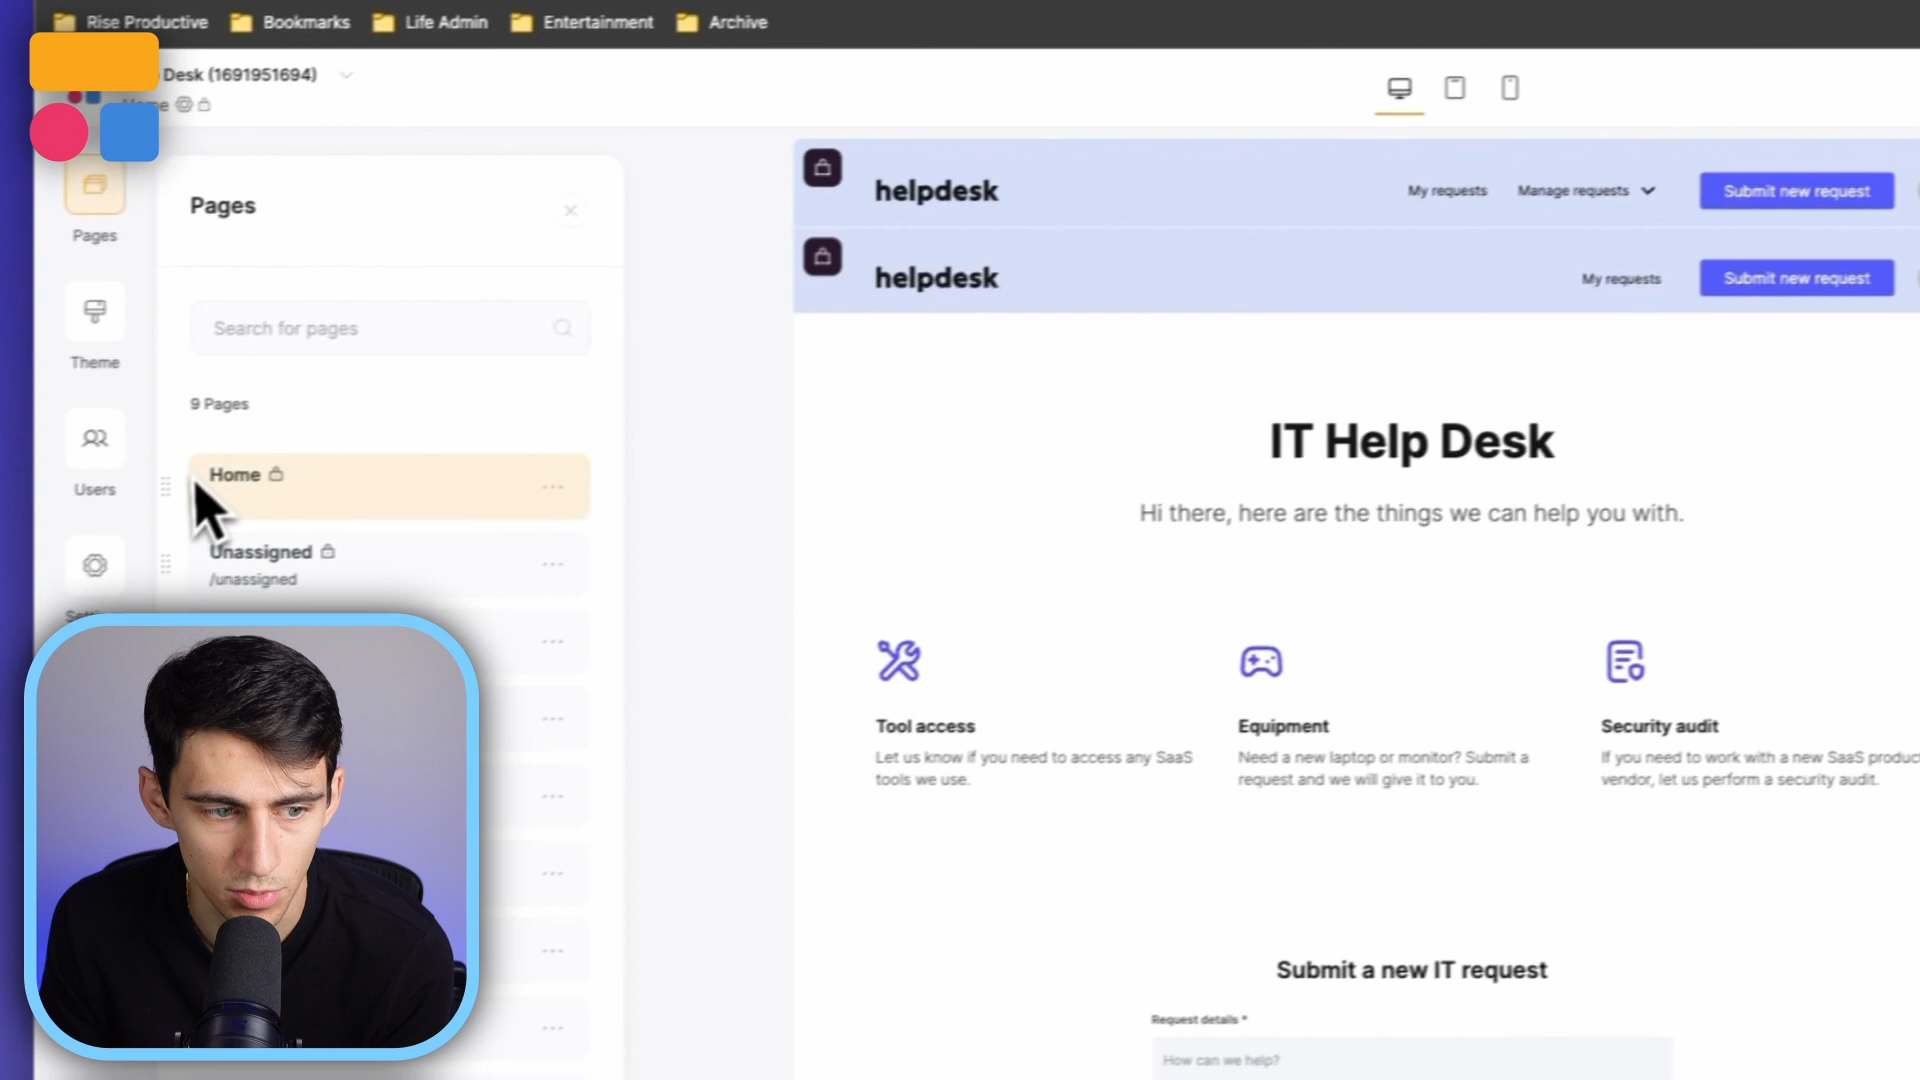 Rise Productive
Bookmarks
Life Admin
Entertainment
Archive
Desk (1691951694)
Pages
Theme
Users
Pages
Search for pages
9 Pages
Home
Unassigned
/unassigned
helpdesk
My requests
Manage requests
Submit new request
helpdesk
My requests
Submit new request
IT Help Desk
Hi there, here are the things we can help you with.
Tool access
Let us know if you need to access any SaaS
tools we use.
Equipment
Need a new laptop or monitor? Submit a
request and we will give it to you.
Security audit
If you need to work with a new SaaS product
vendor, let us perform a security audit.
Submit a new IT request
Request details *
How can we help?